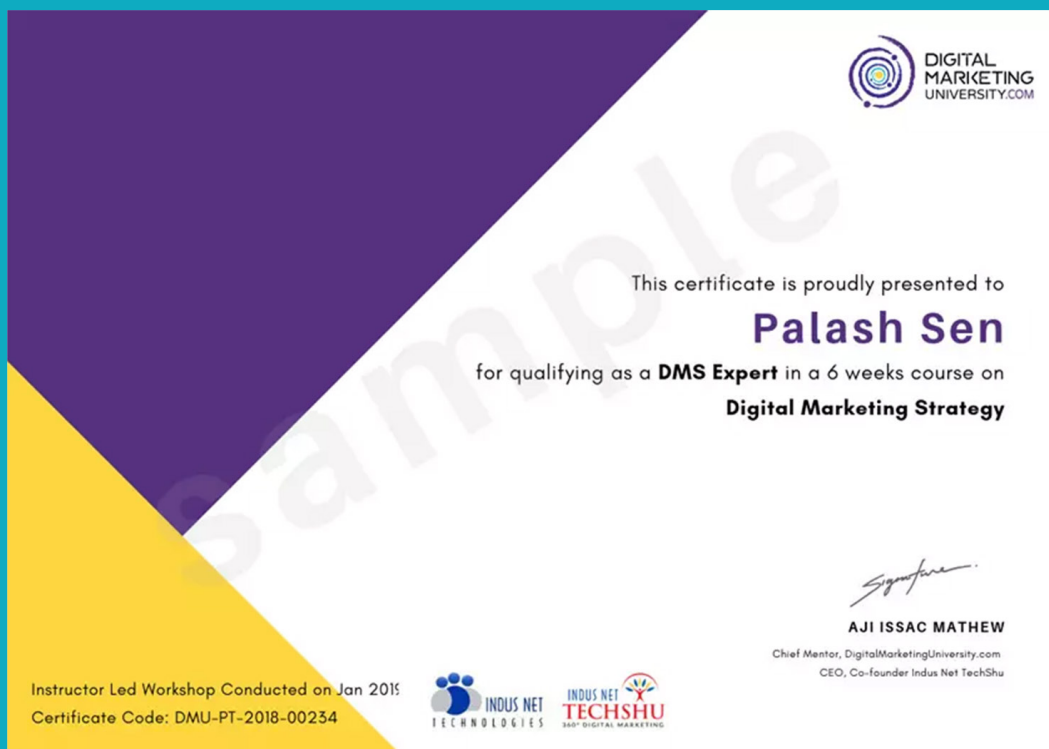 DIGITAL
MARKETING
UNIVERSITY.COM
sample
This certificate is proudly presented to
Palash Sen
for qualifying as a DMS Expert in a 6 weeks course on
Digital Marketing Strategy
Signature
AJI ISSAC MATHEW
Chief Mentor, DigitalMarketingUniversity.com
CEO, Co-founder Indus Net TechShu
Instructor Led Workshop Conducted on Jan 2019
Certificate Code: DMU-PT-2018-00234
INDUS NET
TECHNOLOGIES
INDUS NET
TECHSHU
360° DIGITAL MARKETING